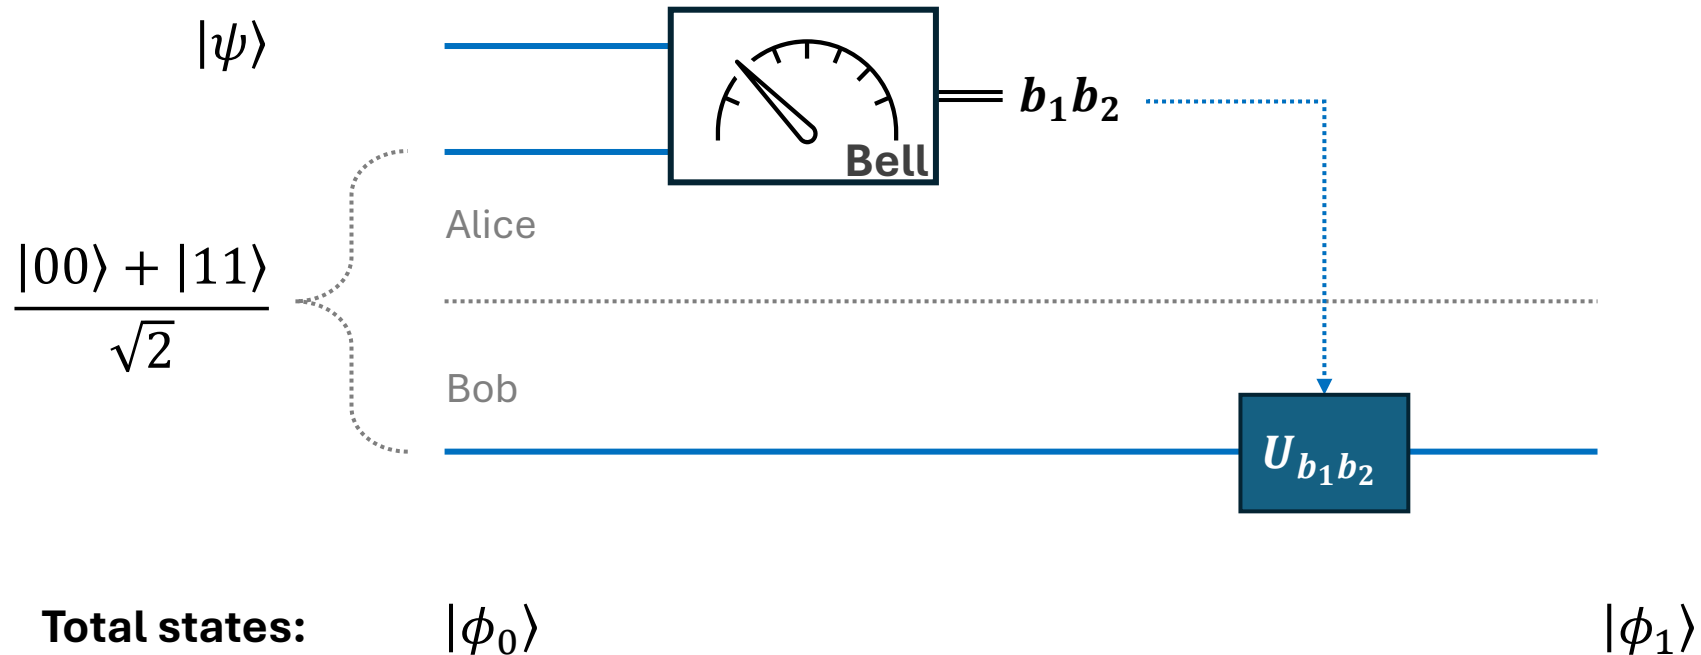 |ψ⟩
b₁b₂
Bell
Alice
|00⟩ + |11⟩
√2
Bob
U_{b₁b₂}
Total states:
|ϕ₀⟩
|ϕ₁⟩